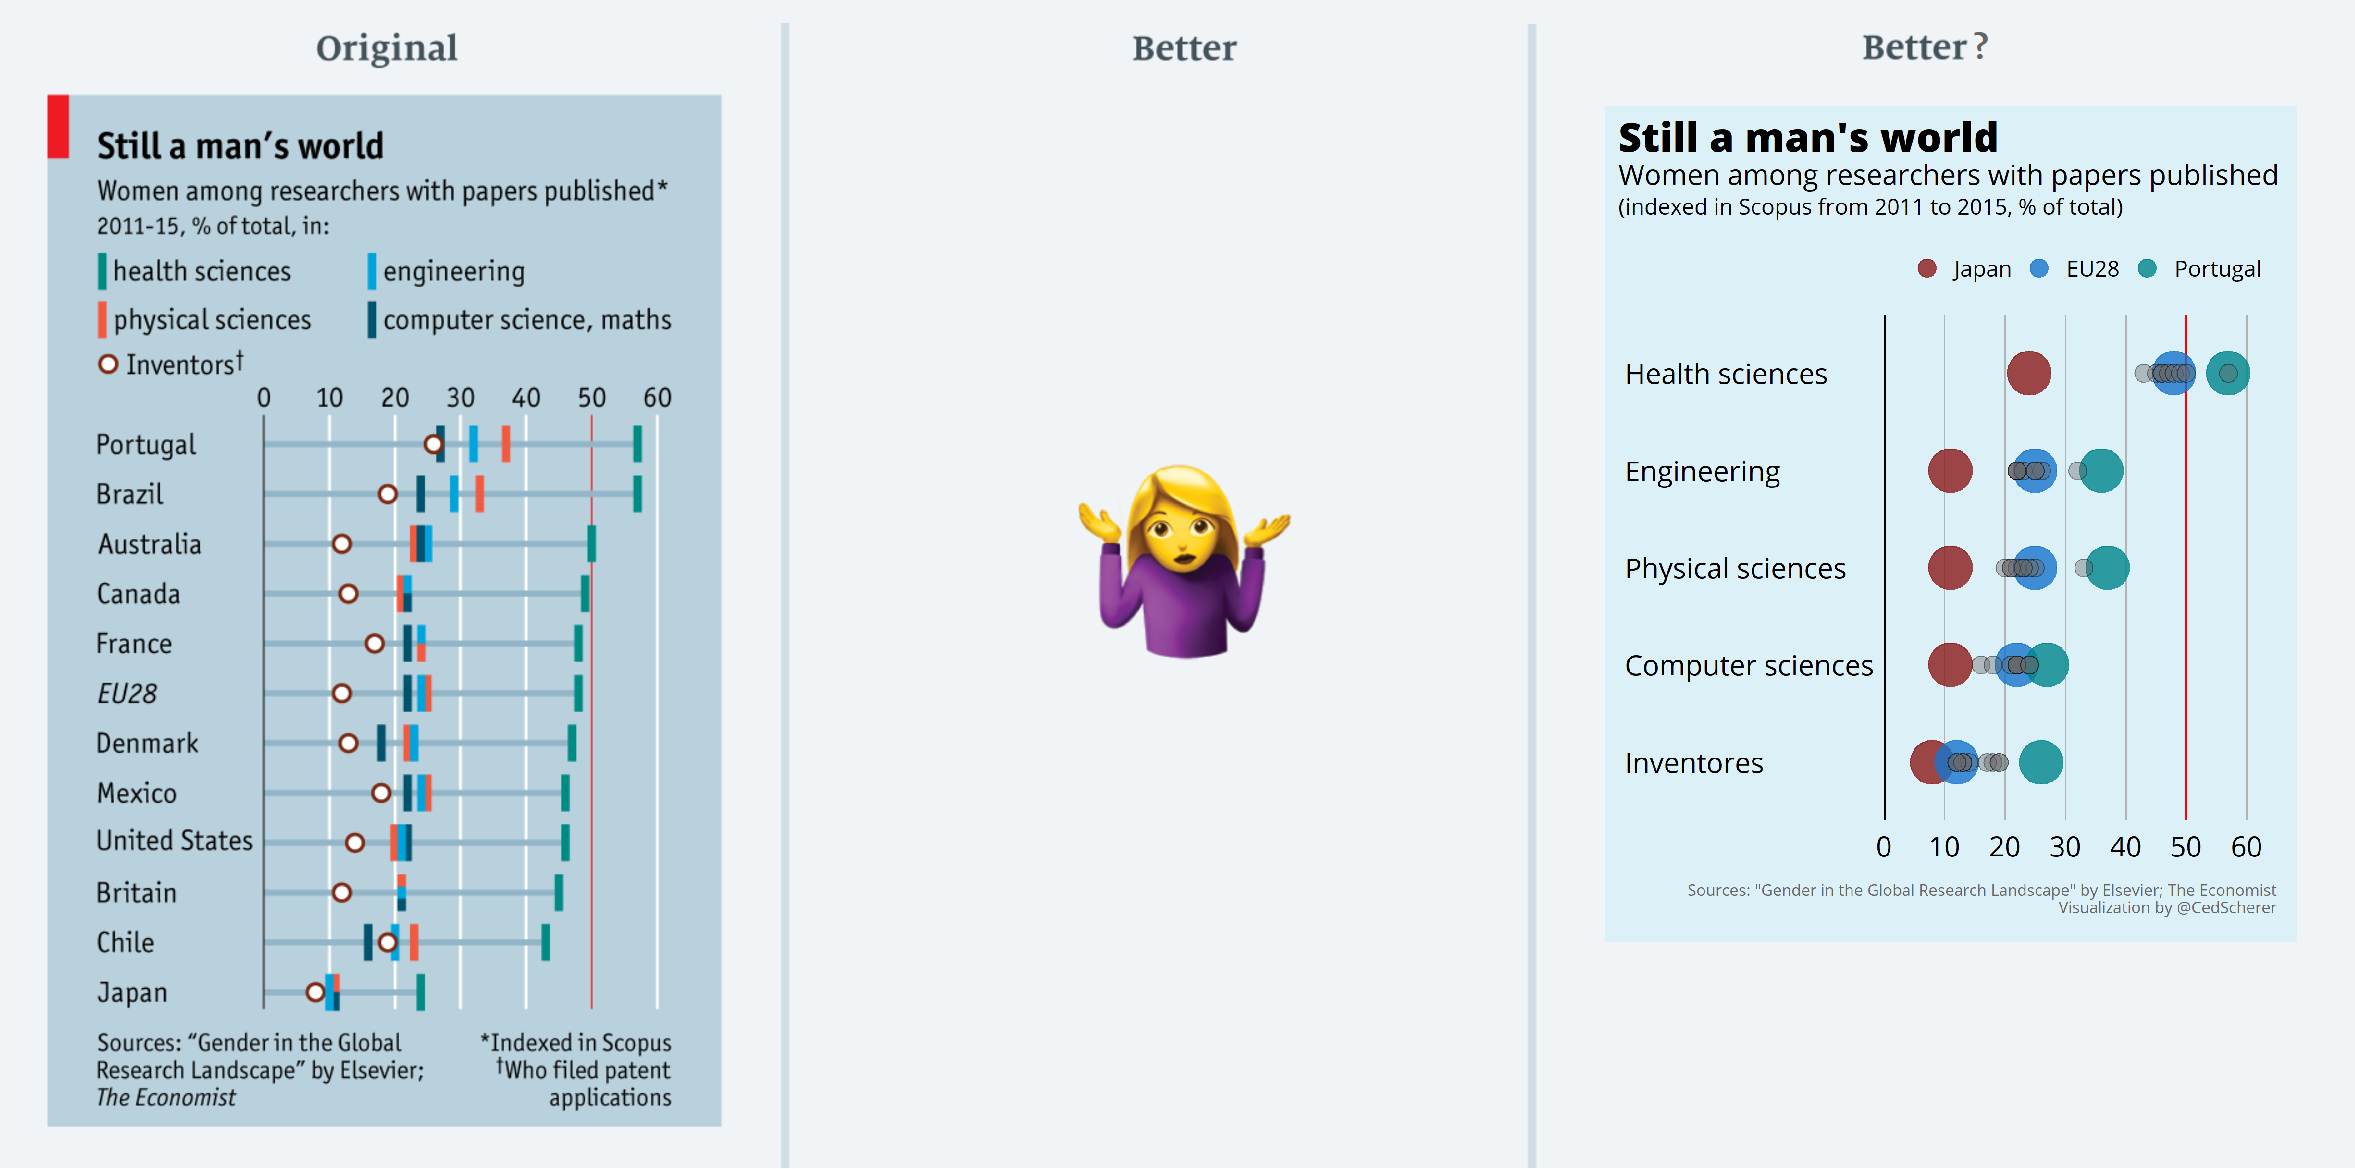 Original
Still a man’s world
Women among researchers with papers published*
2011-15, % of total, in:
health sciences
engineering
physical sciences
computer science, maths
Inventors†
0 10 20 30 40 50 60
Portugal
Brazil
Australia
Canada
France
EU28
Denmark
Mexico
United States
Britain
Chile
Japan
Sources: “Gender in the Global
Research Landscape” by Elsevier;
The Economist
*Indexed in Scopus
†Who filed patent
applications
Better
Better?
Still a man's world
Women among researchers with papers published
(indexed in Scopus from 2011 to 2015, % of total)
Japan EU28 Portugal
Health sciences
Engineering
Physical sciences
Computer sciences
Inventores
0 10 20 30 40 50 60
Sources: "Gender in the Global Research Landscape" by Elsevier; The Economist
Visualization by @CedScherer